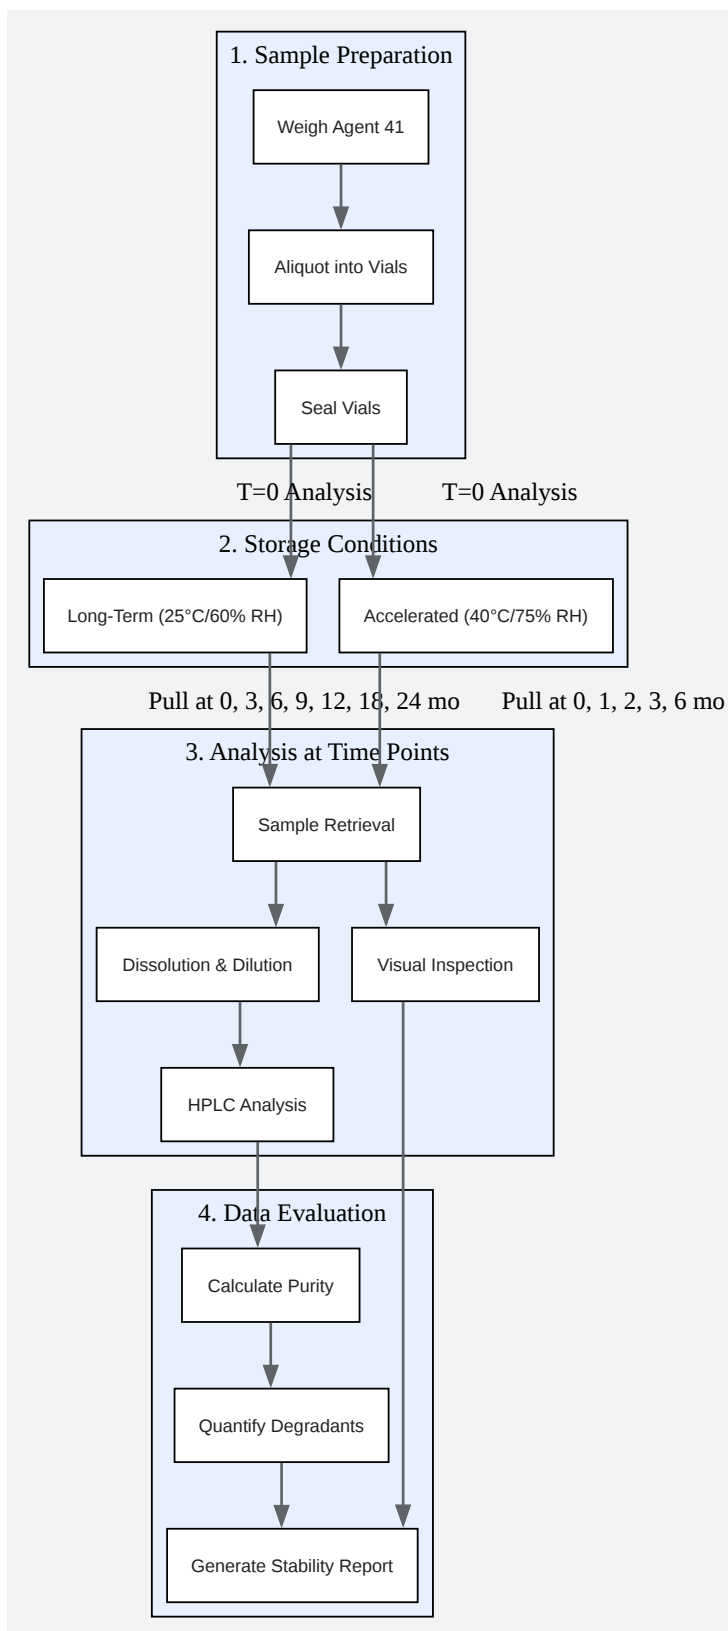 1. Sample Preparation
Weigh Agent 41
Aliquot into Vials
Seal Vials
T=0 Analysis
T=0 Analysis
2. Storage Conditions
Long-Term (25°C/60% RH)
Accelerated (40°C/75% RH)
Pull at 0, 3, 6, 9, 12, 18, 24 mo
Pull at 0, 1, 2, 3, 6 mo
3. Analysis at Time Points
Sample Retrieval
Dissolution & Dilution
Visual Inspection
HPLC Analysis
4. Data Evaluation
Calculate Purity
Quantify Degradants
Generate Stability Report